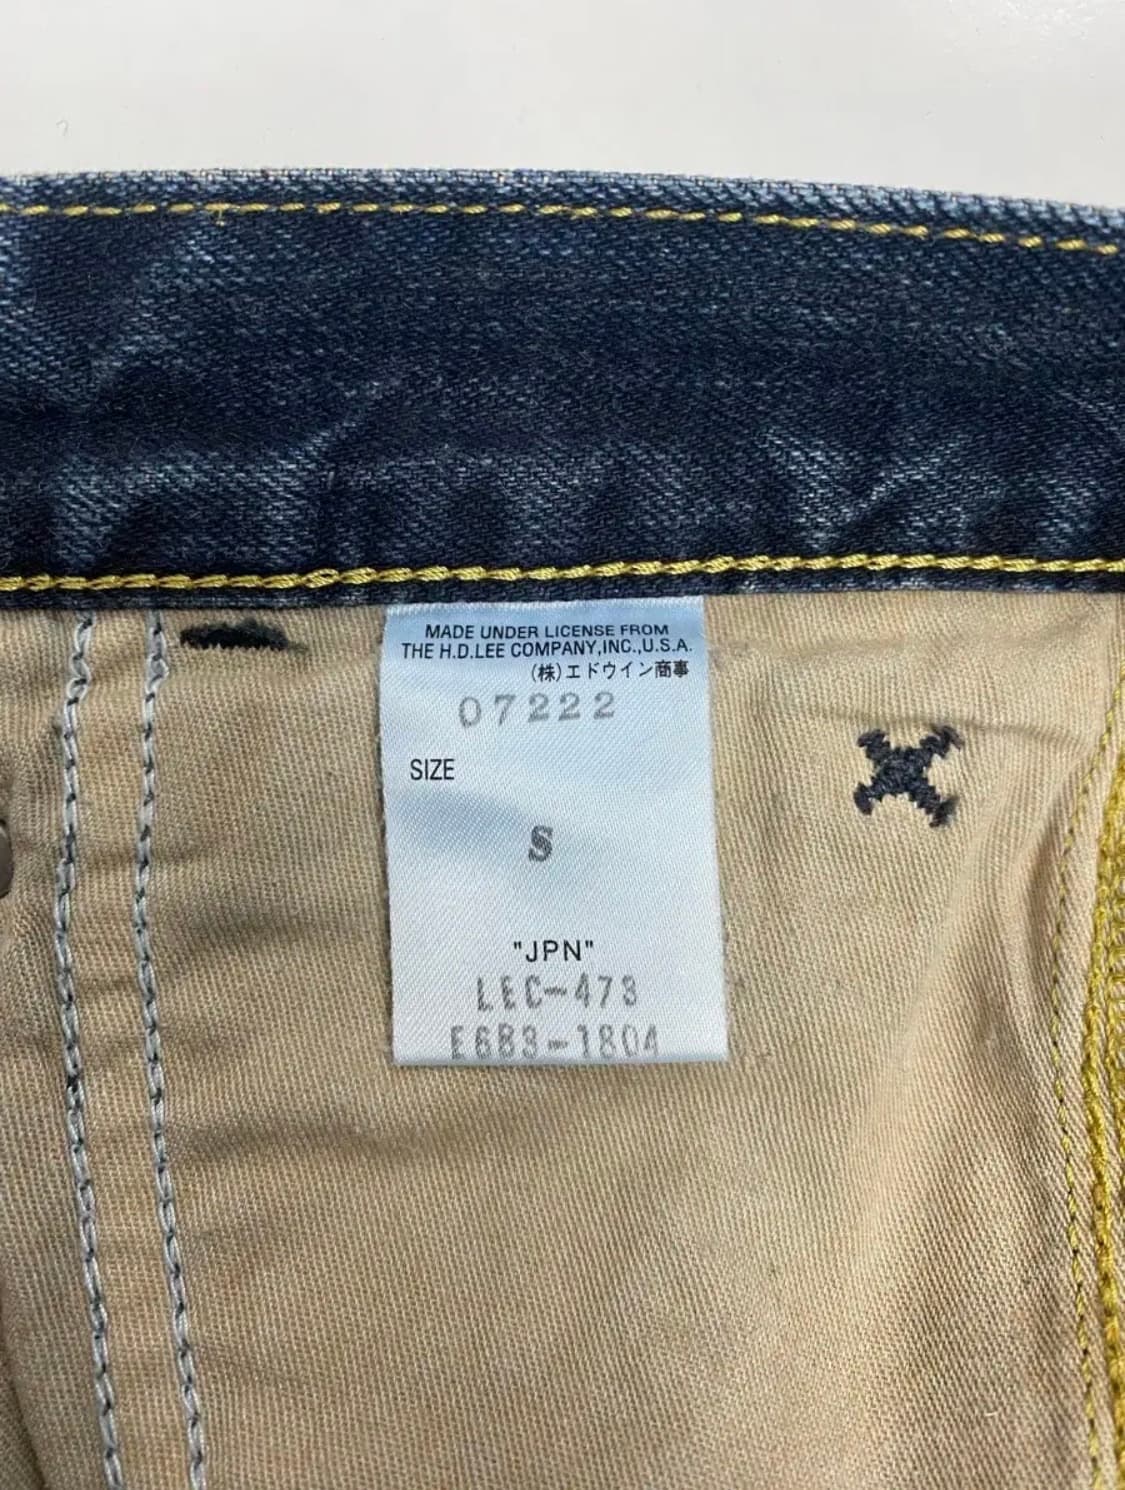 MADE UNDER LICENSE FROM
THE H.D.LEE COMPANY,INC.,U.S.A.
(株)エドウイン商事
07222
SIZE
S
"JPN"
LEC-473
E6B3-1804